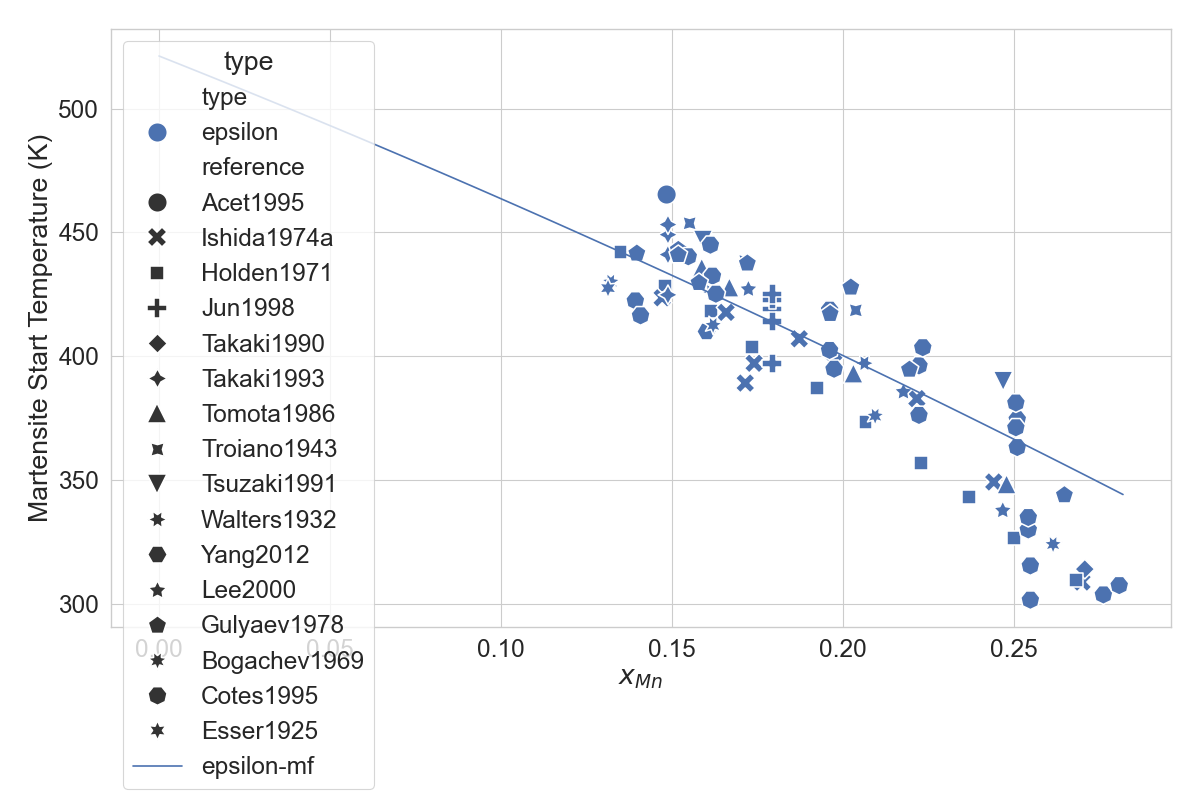 type
type
epsilon
reference
Acet1995
Ishida1974a
Holden1971
Jun1998
Takaki1990
Takaki1993
Tomota1986
Troiano1943
Tsuzaki1991
Walters1932
Yang2012
Lee2000
Gulyaev1978
Bogachev1969
Cotes1995
Esser1925
epsilon-mf
Martensite Start Temperature (K)
500
450
400
350
300
0.00 0.05 0.10 0.15 0.20 0.25
x_{Mn}